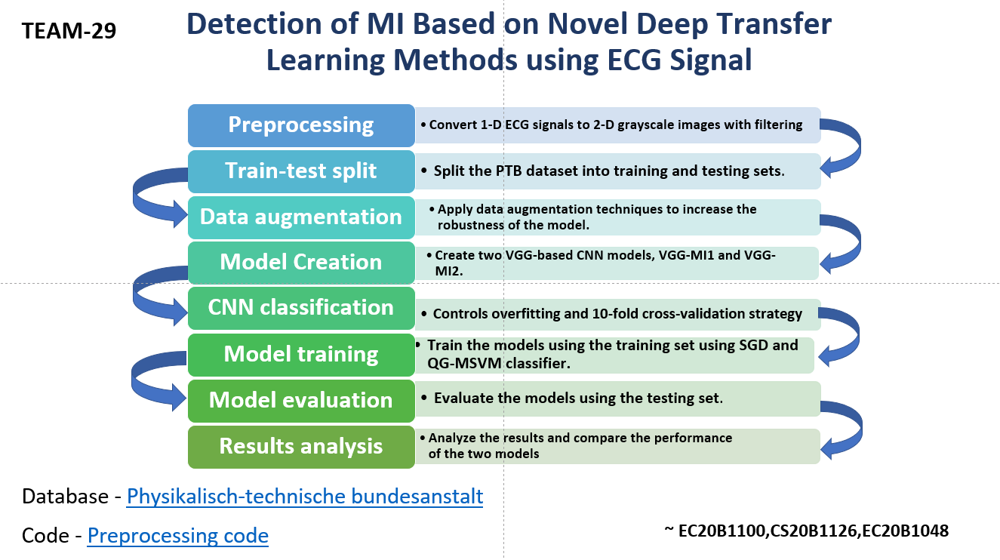 TEAM-29
Detection of MI Based on Novel Deep Transfer
Learning Methods using ECG Signal
Preprocessing
• Convert 1-D ECG signals to 2-D grayscale images with filtering
Train-test split
• Split the PTB dataset into training and testing sets.
Data augmentation
• Apply data augmentation techniques to increase the
robustness of the model.
Model Creation
• Create two VGG-based CNN models, VGG-MI1 and VGG-
MI2.
CNN classification
• Controls overfitting and 10-fold cross-validation strategy
Model training
• Train the models using the training set using SGD and
QG-MSVM classifier.
Model evaluation
• Evaluate the models using the testing set.
Results analysis
• Analyze the results and compare the performance
of the two models
Database - Physikalisch-technische bundesanstalt
Code - Preprocessing code
~ EC20B1100,CS20B1126,EC20B1048